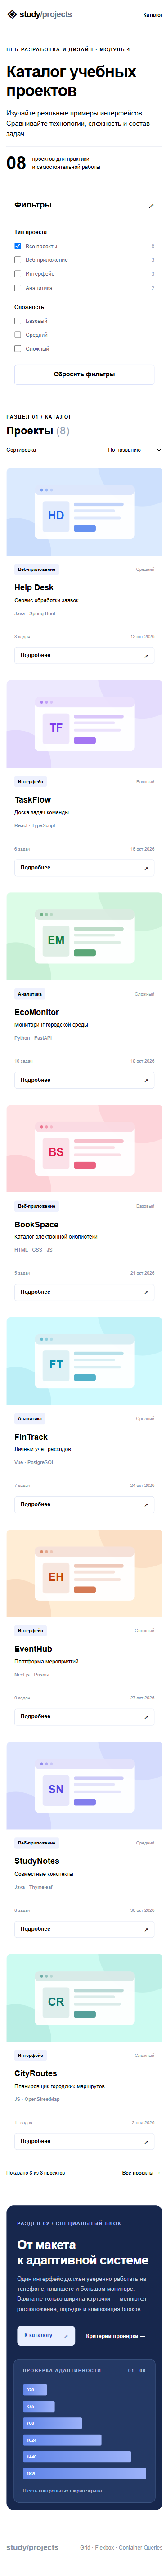 study/projects
Каталог
ВЕБ-РАЗРАБОТКА И ДИЗАЙН · МОДУЛЬ 4
Каталог учебных
проектов
Изучайте реальные примеры интерфейсов.
Сравнивайте технологии, сложность и состав
задач.
08
проектов для практики
и самостоятельной работы
Фильтры
Тип проекта
Все проекты 8
Веб-приложение 3
Интерфейс 3
Аналитика 2
Сложность
Базовый
Средний
Сложный
Сбросить фильтры
РАЗДЕЛ 01 / КАТАЛОГ
Проекты (8)
Сортировка
По названию
HD
Веб-приложение
Средний
Help Desk
Сервис обработки заявок
Java · Spring Boot
8 задач
12 окт 2026
Подробнее ↗
TF
Интерфейс
Базовый
TaskFlow
Доска задач команды
React · TypeScript
6 задач
Подробнее ↗
EM
Аналитика
Сложный
EcoMonitor
Мониторинг городской среды
Python · FastAPI
10 задач
Подробнее ↗
BS
Веб-приложение
Базовый
BookSpace
Каталог электронной библиотеки
HTML · CSS · JS
5 задач
21 окт 2026
Подробнее ↗
FT
Аналитика
Средний
FinTrack
Личный учёт расходов
Vue · PostgreSQL
7 задач
24 окт 2026
Подробнее ↗
EH
Интерфейс
Сложный
EventHub
Платформа мероприятий
Next.js · Prisma
9 задач
27 окт 2026
Подробнее ↗
SN
Веб-приложение
Средний
StudyNotes
Совместные конспекты
Java · Thymeleaf
6 задач
30 окт 2026
Подробнее ↗
CR
Интерфейс
Сложный
CityRoutes
Планировщик городских маршрутов
JS · OpenStreetMap
11 задач
2 ноя 2026
Подробнее ↗
Показано 8 из 8 проектов
Все проекты →
РАЗДЕЛ 02 / СПЕЦИАЛЬНЫЙ БЛОК
От макета
к адаптивной системе
Один интерфейс должен уверенно работать на
телефоне, планшете и большом мониторе.
Важна не только ширина карточки — меняются
расположение, порядок и композиция блоков.
К каталогу ↗
Критерии проверки →
ПРОВЕРКА АДАПТИВНОСТИ
01—06
320
375
768
1024
1440
1920
Шесть контрольных ширин экрана
study/projects
Grid · Flexbox · Container Queries